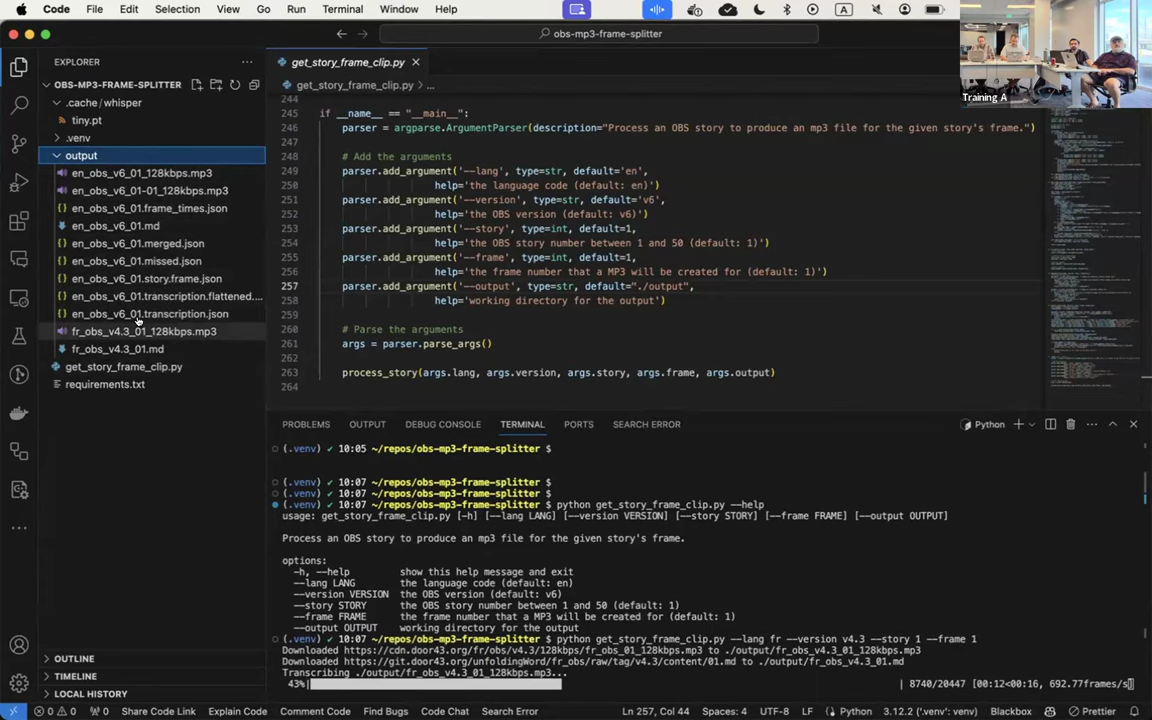 Code File Edit Selection View Go Run Terminal Window Help
obs-mp3-frame-splitter
Training A
EXPLORER
OBS-MP3-FRAME-SPLITTER
.cache/whisper
tiny.pt
.venv
output
en_obs_v6_01_128kbps.mp3
en_obs_v6_01-01_128kbps.mp3
en_obs_v6_01.frame_times.json
en_obs_v6_01.md
en_obs_v6_01.merged.json
en_obs_v6_01.missed.json
en_obs_v6_01.story.frame.json
en_obs_v6_01.transcription.flattened....
en_obs_v6_01.transcription.json
fr_obs_v4.3_01_128kbps.mp3
fr_obs_v4.3_01.md
get_story_frame_clip.py
requirements.txt
OUTLINE
TIMELINE
LOCAL HISTORY
get_story_frame_clip.py
get_story_frame_clip.py > ...
244
245 if __name__ == "__main__":
246 parser = argparse.ArgumentParser(description="Process an OBS story to produce an mp3 file for the given story's frame.")
247
248 # Add the arguments
249 parser.add_argument('--lang', type=str, default='en',
250 help='the language code (default: en)')
251 parser.add_argument('--version', type=str, default='v6',
252 help='the OBS version (default: v6)')
253 parser.add_argument('--story', type=int, default=1,
254 help='the OBS story number between 1 and 50 (default: 1)')
255 parser.add_argument('--frame', type=int, default=1,
256 help='the frame number that a MP3 will be created for (default: 1)')
257 parser.add_argument('--output', type=str, default="./output",
258 help='working directory for the output')
259
260 # Parse the arguments
261 args = parser.parse_args()
262
263 process_story(args.lang, args.version, args.story, args.frame, args.output)
264
PROBLEMS OUTPUT DEBUG CONSOLE TERMINAL PORTS SEARCH ERROR
Python
(.venv) ✔ 10:05 ~/repos/obs-mp3-frame-splitter $
(.venv) ✔ 10:07 ~/repos/obs-mp3-frame-splitter $
(.venv) ✔ 10:07 ~/repos/obs-mp3-frame-splitter $
(.venv) ✔ 10:07 ~/repos/obs-mp3-frame-splitter $ python get_story_frame_clip.py --help
usage: get_story_frame_clip.py [-h] [--lang LANG] [--version VERSION] [--story STORY] [--frame FRAME] [--output OUTPUT]
Process an OBS story to produce an mp3 file for the given story's frame.
options:
-h, --help show this help message and exit
--lang LANG the language code (default: en)
--version VERSION the OBS version (default: v6)
--story STORY the OBS story number between 1 and 50 (default: 1)
--frame FRAME the frame number that a MP3 will be created for (default: 1)
--output OUTPUT working directory for the output
(.venv) ✔ 10:07 ~/repos/obs-mp3-frame-splitter $ python get_story_frame_clip.py --lang fr --version v4.3 --story 1 --frame 1
Downloaded https://cdn.door43.org/fr/obs/v4.3/128kbps/fr_obs_v4.3_01_128kbps.mp3 to ./output/fr_obs_v4.3_01_128kbps.mp3
Downloaded https://git.door43.org/unfoldingWord/fr_obs/raw/tag/v4.3/content/01.md to ./output/fr_obs_v4.3_01.md
Transcribing ./output/fr_obs_v4.3_01_128kbps.mp3...
43%| | 8740/20447 [00:12<00:16, 692.77frames/s]
0 0 0 Share Code Link Explain Code Comment Code Find Bugs Code Chat Search Error Ln 257, Col 44 Spaces: 4 UTF-8 LF Python 3.12.2 ('.venv': venv) Blackbox Prettier